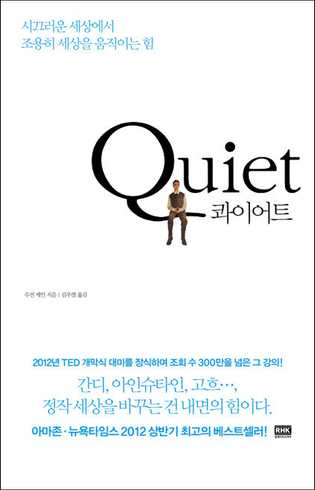 시끄러운 세상에서
조용히 세상을 움직이는 힘
Quiet
콰이어트
수전 케인 지음 | 김우열 옮김
2012년 TED 개막식 대미를 장식하며 조회 수 300만을 넘은 그 강의!
간디, 아인슈타인, 고흐…,
정작 세상을 바꾸는 건 내면의 힘이다.
아마존·뉴욕타임스 2012 상반기 최고의 베스트셀러!
RHK